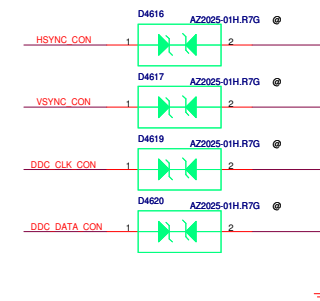 D4616
AZ2025-01H.R7G @
HSYNC_CON 1 2
D4617
AZ2025-01H.R7G @
VSYNC_CON 1 2
D4619
AZ2025-01H.R7G @
DDC_CLK_CON 1 2
D4620
AZ2025-01H.R7G @
DDC_DATA_CON 1 2